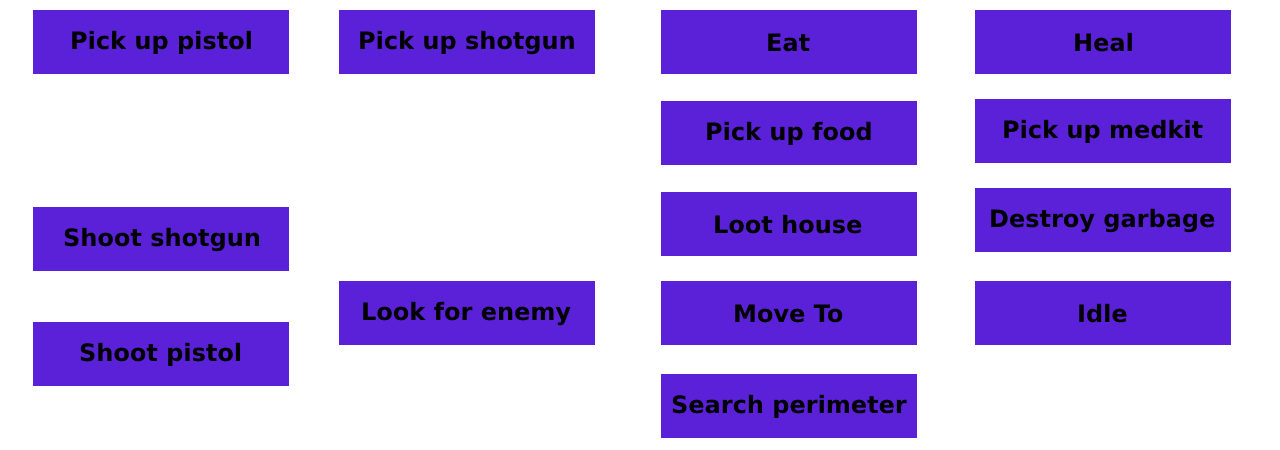 Pick up pistol
Pick up shotgun
Eat
Heal
Pick up food
Pick up medkit
Shoot shotgun
Loot house
Destroy garbage
Look for enemy
Move To
Idle
Shoot pistol
Search perimeter